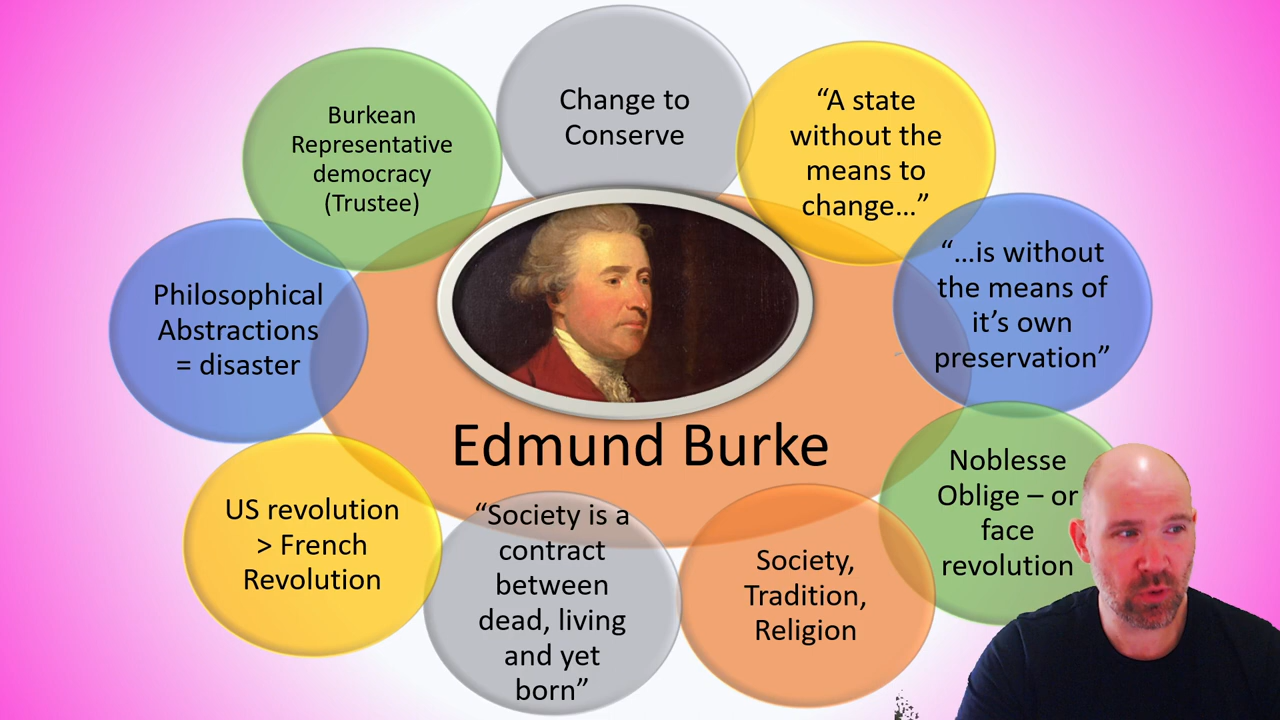 Change to
Conserve
“A state
without the
means to
change...”
“...is without
the means of
it’s own
preservation”
Noblesse
Oblige – or
face
revolution
Society,
Tradition,
Religion
“Society is a
contract
between
dead, living
and yet
born”
US revolution
> French
Revolution
Philosophical
Abstractions
= disaster
Burkean
Representative
democracy
(Trustee)
Edmund Burke